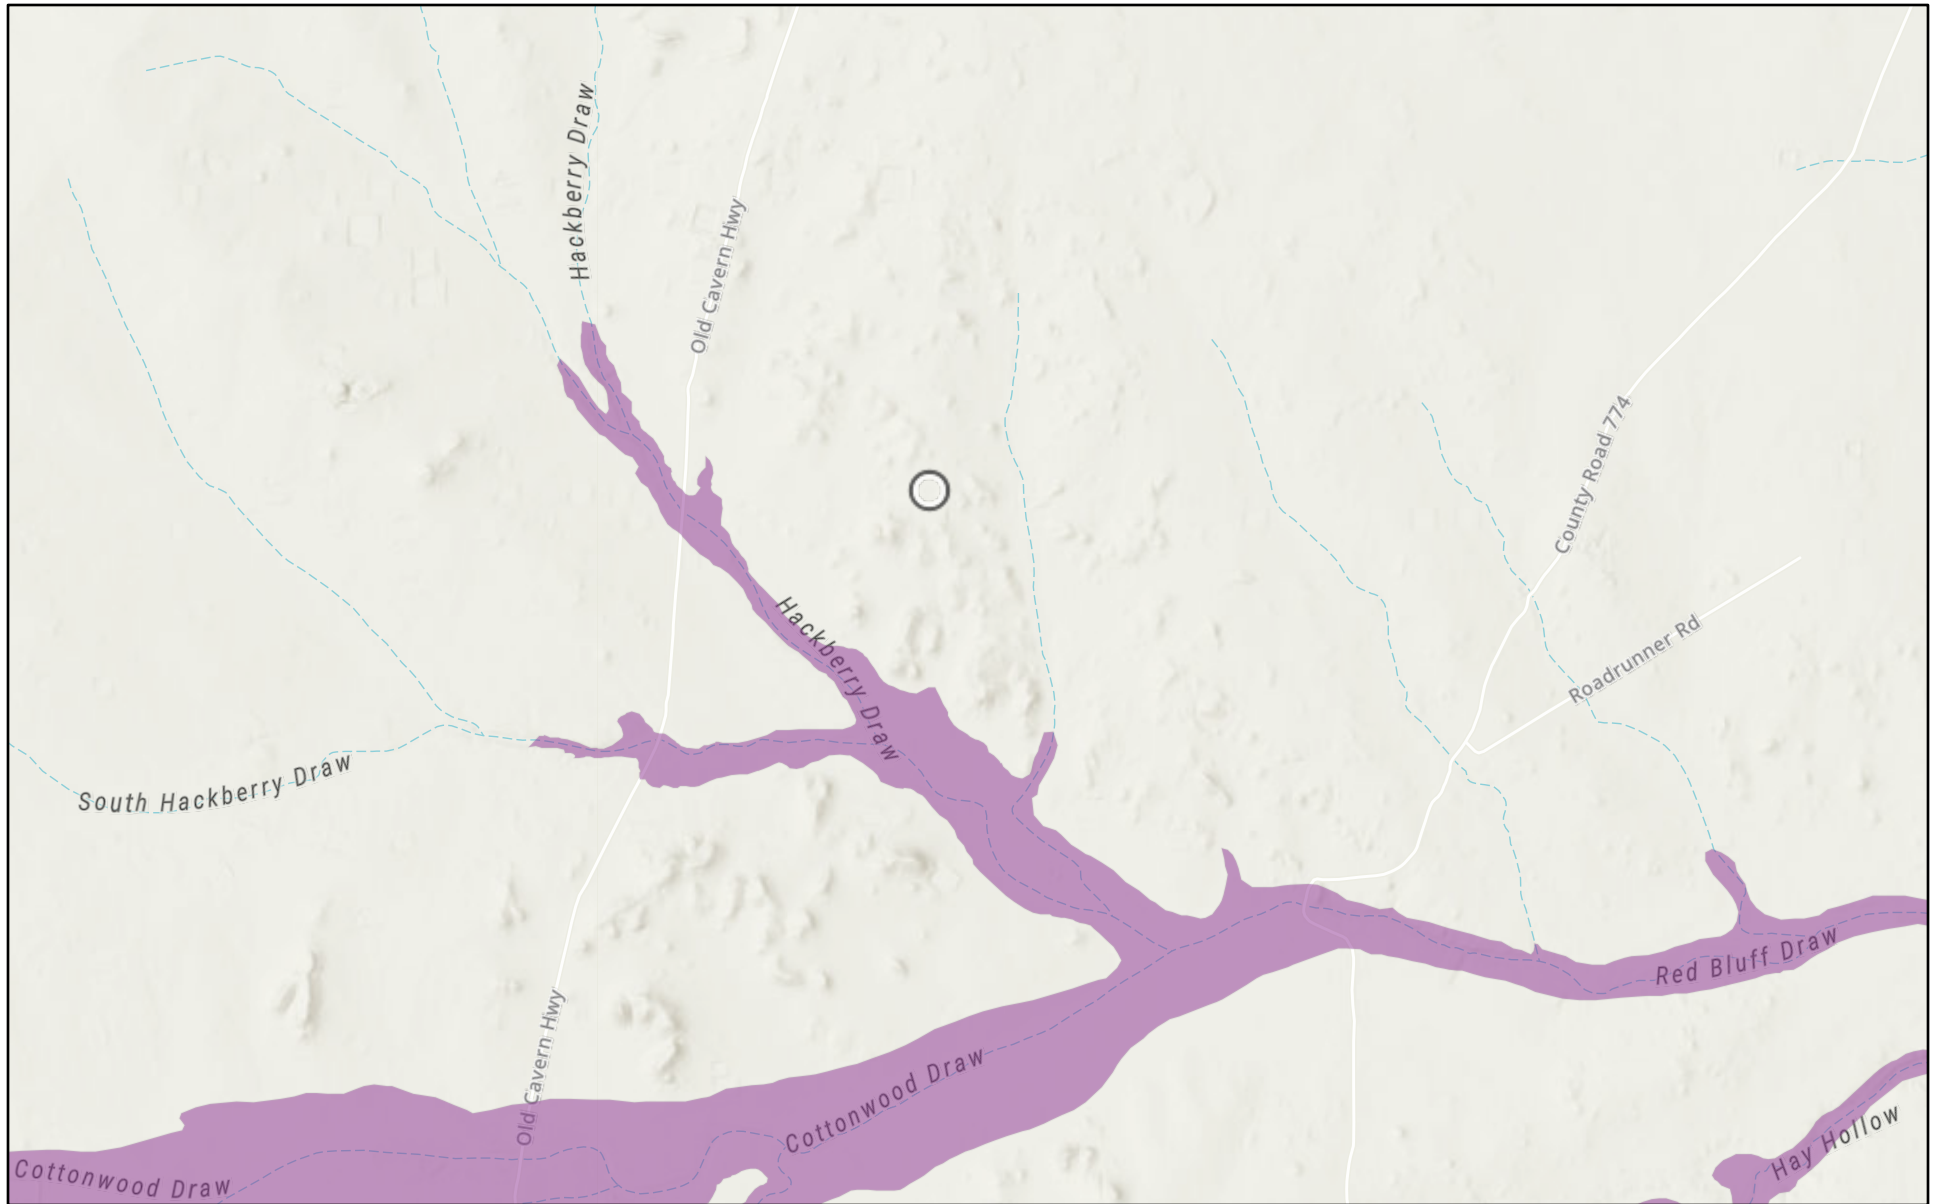 Hackberry Draw
Old Cavern Hwy
County Road 774
Hackberry Draw
Roadrunner Rd
South Hackberry Draw
Red Bluff Draw
Old Cavern Hwy
Cottonwood Draw
Hay Hollow
Cottonwood Draw